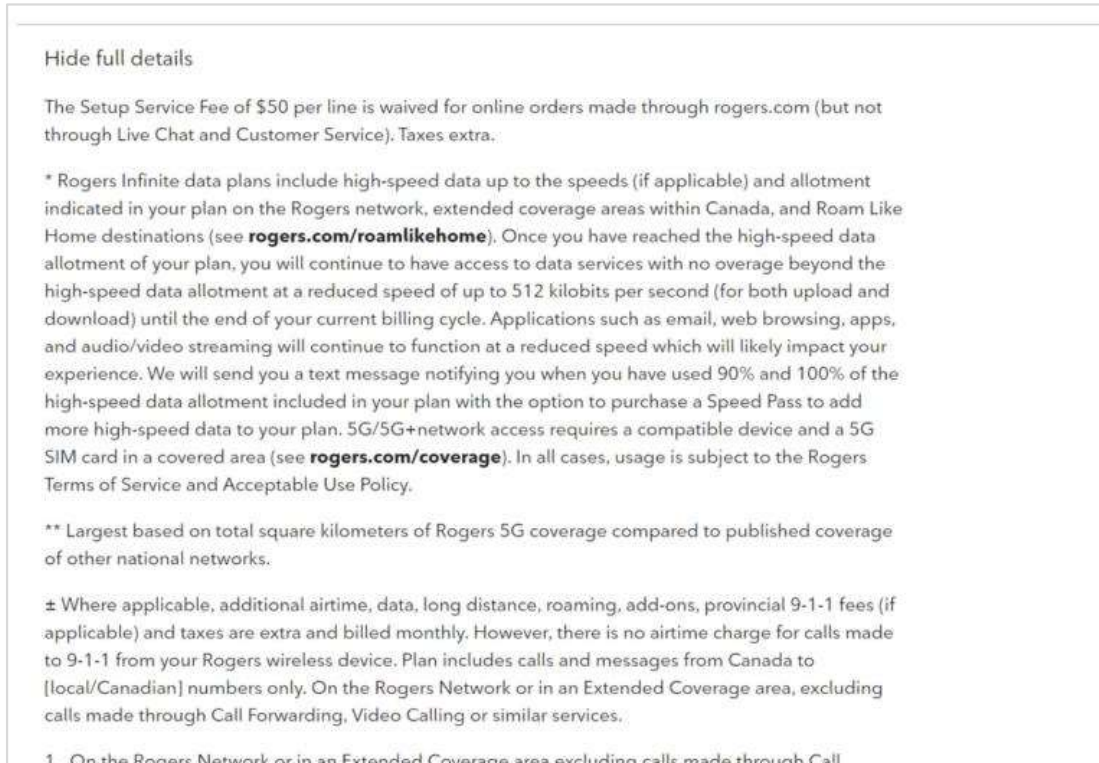 Hide full details
The Setup Service Fee of $50 per line is waived for online orders made through rogers.com (but not
through Live Chat and Customer Service). Taxes extra.
* Rogers Infinite data plans include high-speed data up to the speeds (if applicable) and allotment
indicated in your plan on the Rogers network, extended coverage areas within Canada, and Roam Like
Home destinations (see rogers.com/roamlikehome). Once you have reached the high-speed data
allotment of your plan, you will continue to have access to data services with no overage beyond the
high-speed data allotment at a reduced speed of up to 512 kilobits per second (for both upload and
download) until the end of your current billing cycle. Applications such as email, web browsing, apps,
and audio/video streaming will continue to function at a reduced speed which will likely impact your
experience. We will send you a text message notifying you when you have used 90% and 100% of the
high-speed data allotment included in your plan with the option to purchase a Speed Pass to add
more high-speed data to your plan. 5G/5G+network access requires a compatible device and a 5G
SIM card in a covered area (see rogers.com/coverage). In all cases, usage is subject to the Rogers
Terms of Service and Acceptable Use Policy.
** Largest based on total square kilometers of Rogers 5G coverage compared to published coverage
of other national networks.
± Where applicable, additional airtime, data, long distance, roaming, add-ons, provincial 9-1-1 fees (if
applicable) and taxes are extra and billed monthly. However, there is no airtime charge for calls made
to 9-1-1 from your Rogers wireless device. Plan includes calls and messages from Canada to
[local/Canadian] numbers only. On the Rogers Network or in an Extended Coverage area, excluding
calls made through Call Forwarding, Video Calling or similar services.
1 On the Rogers Network or in an Extended Coverage area excluding calls made through Call